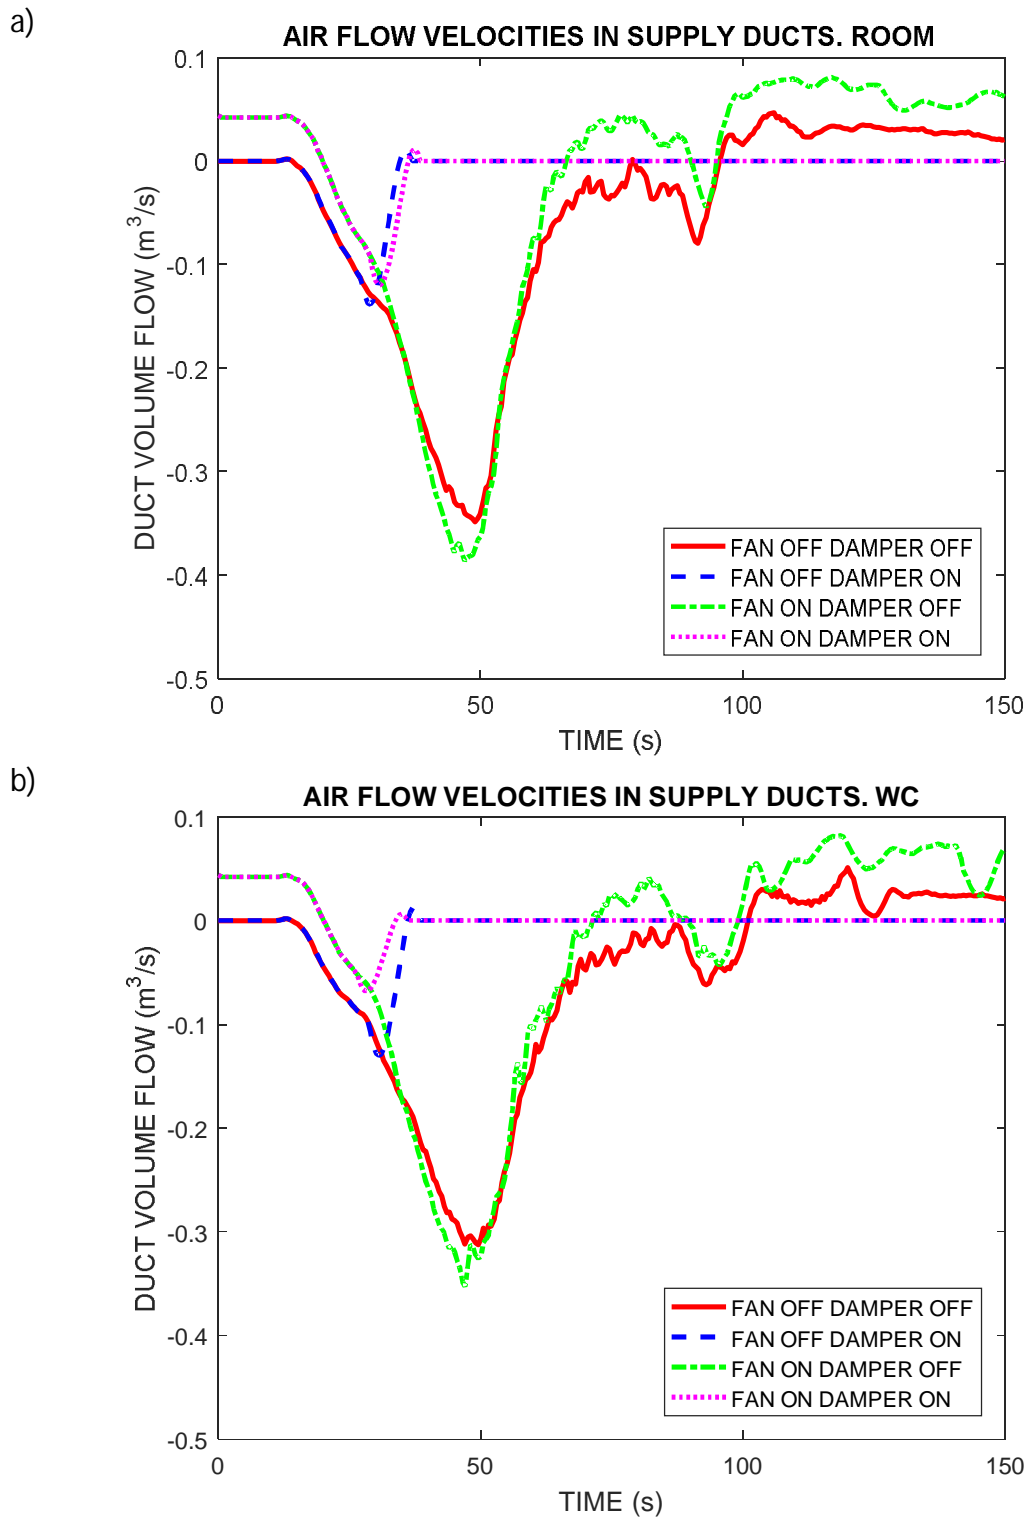 a)
AIR FLOW VELOCITIES IN SUPPLY DUCTS. ROOM
DUCT VOLUME FLOW (m³/s)
0.1
0
-0.1
-0.2
-0.3
-0.4
-0.5
FAN OFF DAMPER OFF
FAN OFF DAMPER ON
FAN ON DAMPER OFF
FAN ON DAMPER ON
0 50 100 150
TIME (s)
b)
AIR FLOW VELOCITIES IN SUPPLY DUCTS. WC
DUCT VOLUME FLOW (m³/s)
0.1
0
-0.1
-0.2
-0.3
-0.4
-0.5
FAN OFF DAMPER OFF
FAN OFF DAMPER ON
FAN ON DAMPER OFF
FAN ON DAMPER ON
0 50 100 150
TIME (s)